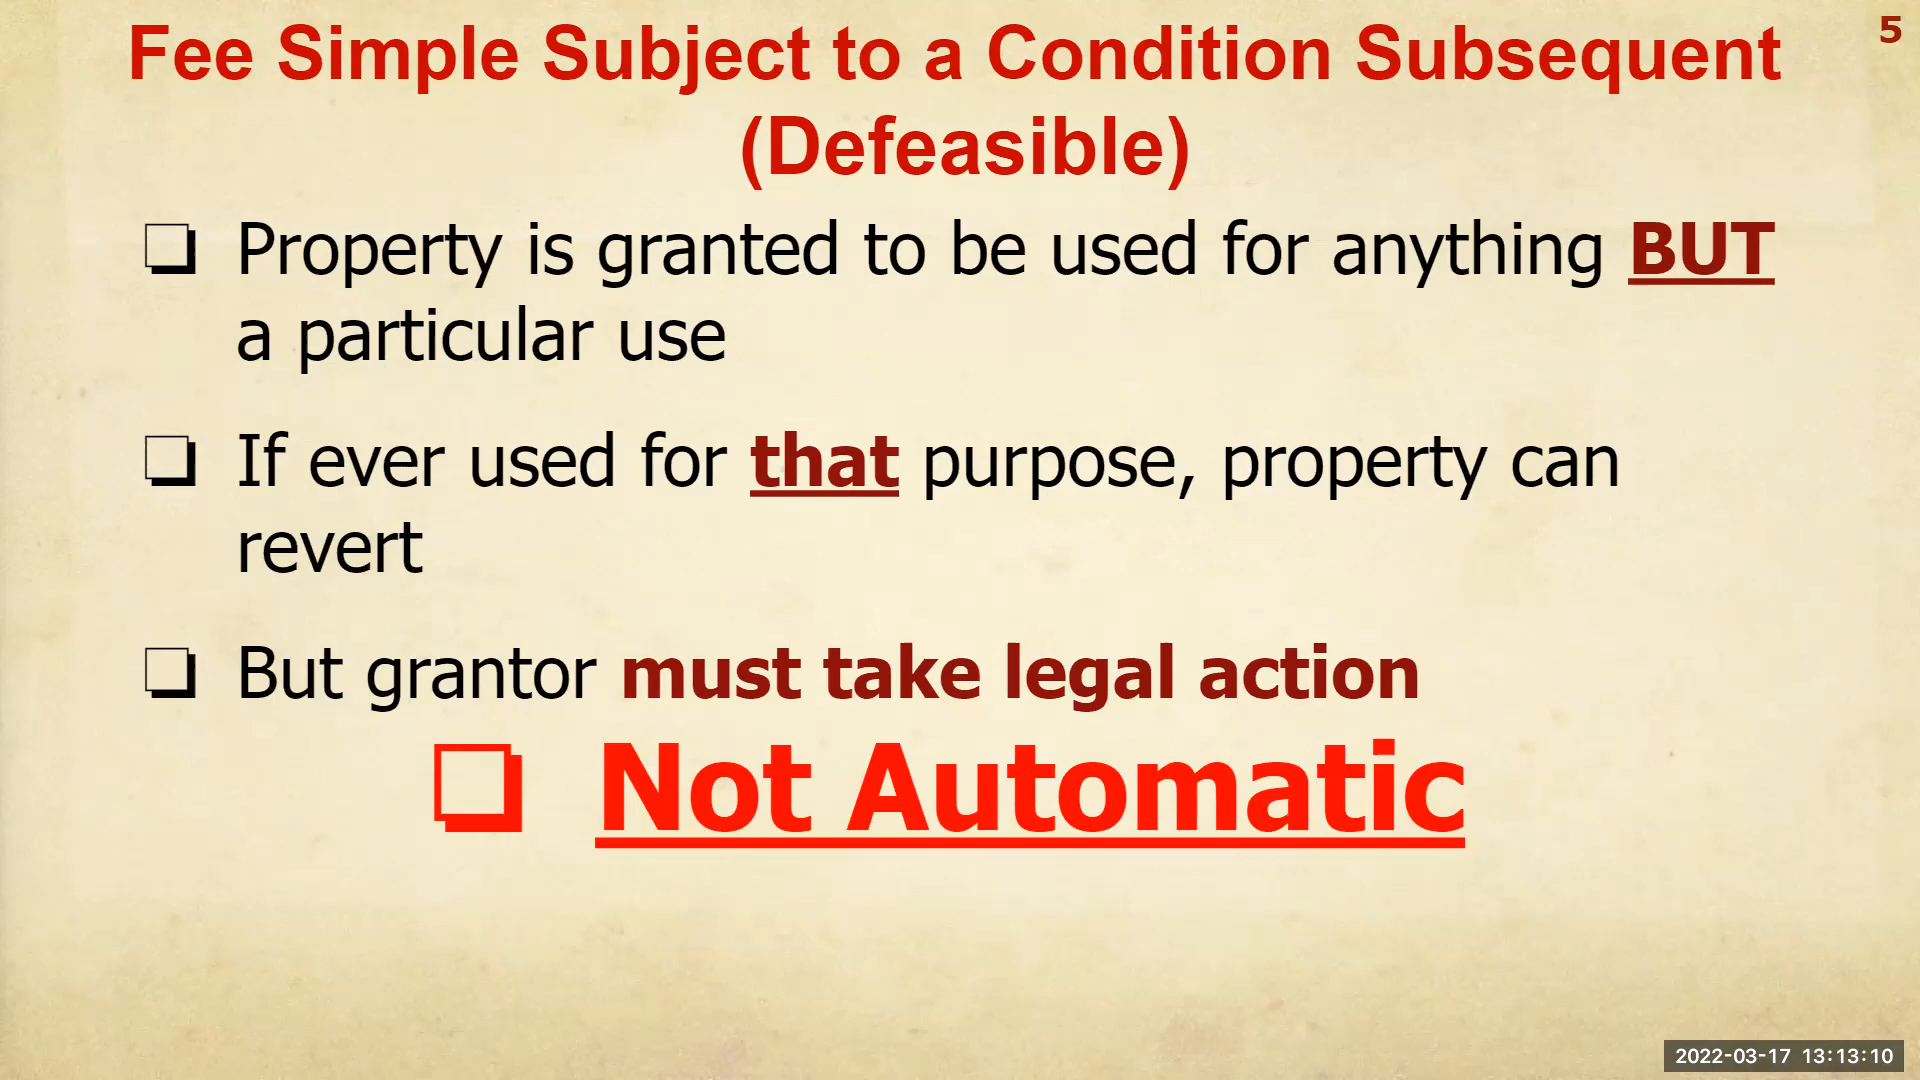 Fee Simple Subject to a Condition Subsequent
5
(Defeasible)
❏ Property is granted to be used for anything BUT
a particular use
❏ If ever used for that purpose, property can
revert
❏ But grantor must take legal action
❏ Not Automatic
2022-03-17 13:13:10